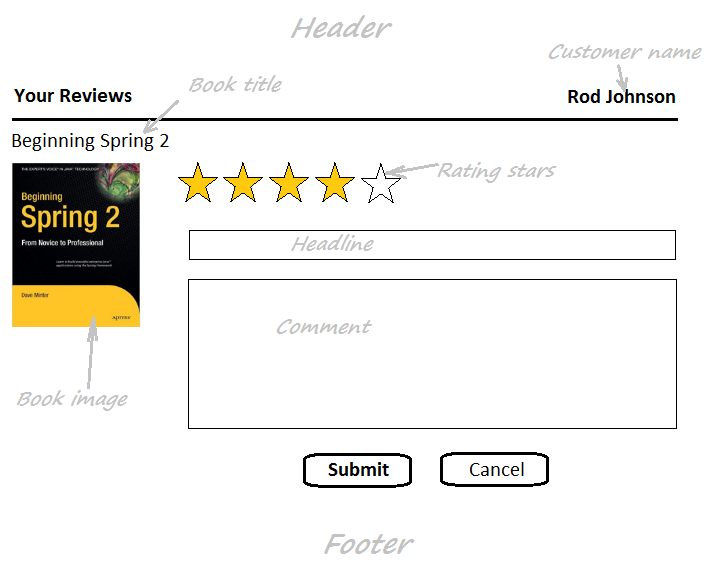 Header
Customer name
Book title
Your Reviews
Rod Johnson
Beginning Spring 2
THE EXPERT'S VOICE® IN JAVA™ TECHNOLOGY
Beginning
Spring 2
From Novice to Professional
Dave Minter
Apress
Rating stars
Headline
Comment
Book image
Submit
Cancel
Footer